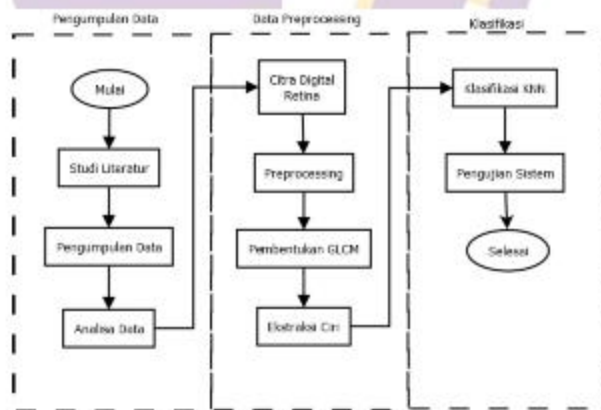 Pengumpulan Data
Mulai
Studi Literatur
Pengumpulan Data
Analisa Data
Data Preprocessing
Citra Digital
Retina
Preprocessing
Pembentukan GLCM
Ekstraksi Ciri
Klasifikasi
Klasifikasi KNN
Pengujian Sistem
Selesai